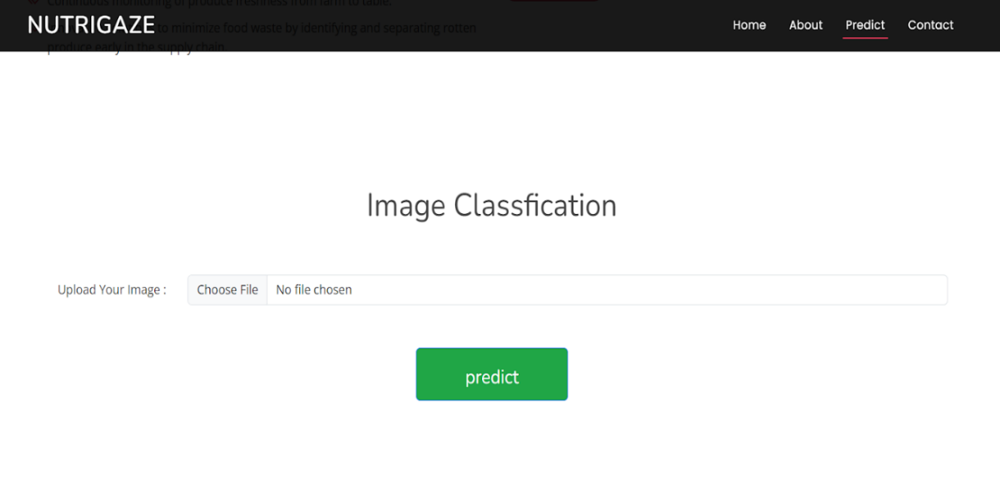 Continuous monitoring of produce freshness from farm to table.
NUTRIGAZE
to minimize food waste by identifying and separating rotten
Home About Predict Contact
produce early in the supply chain.
Image Classfication
Upload Your Image :
Choose File No file chosen
predict